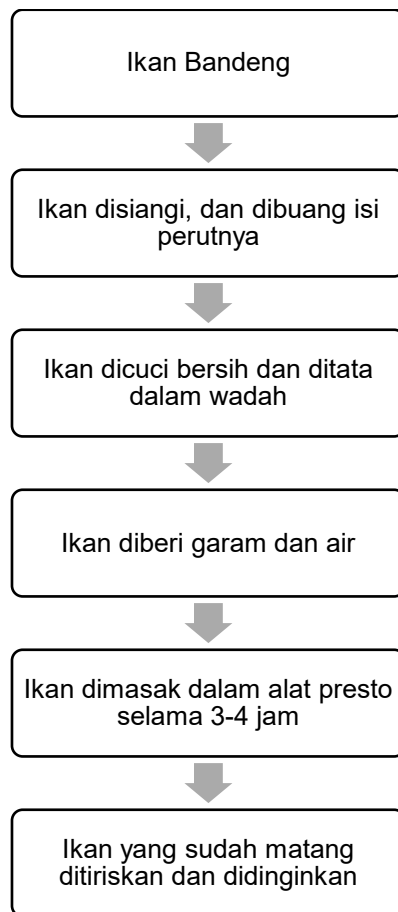 Ikan Bandeng
Ikan disiangi, dan dibuang isi
perutnya
Ikan dicuci bersih dan ditata
dalam wadah
Ikan diberi garam dan air
Ikan dimasak dalam alat presto
selama 3-4 jam
Ikan yang sudah matang
ditiriskan dan didinginkan